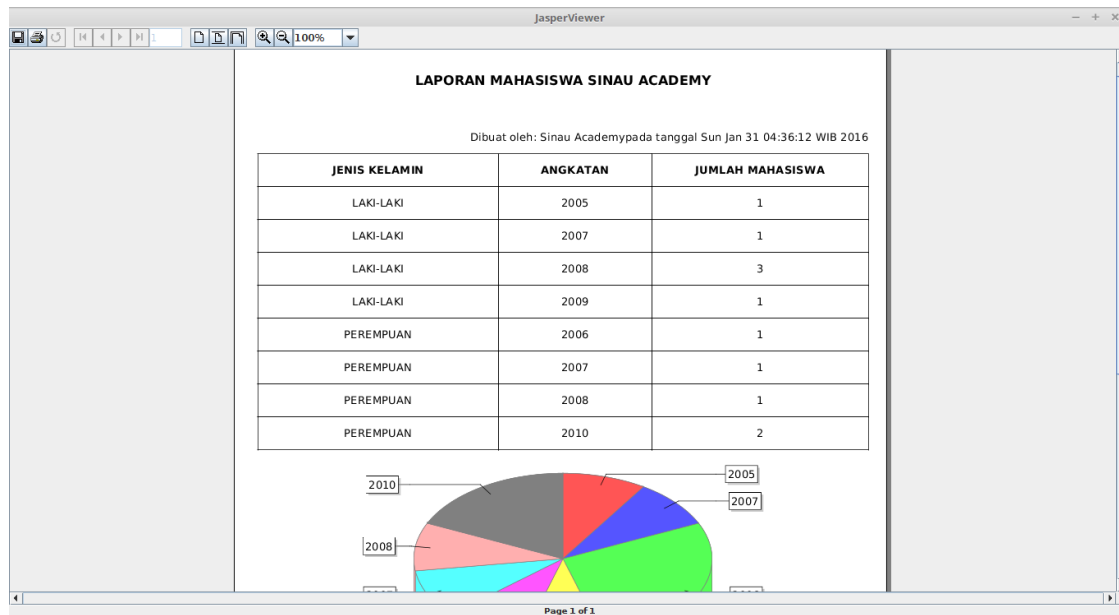 JasperViewer
1
100%
LAPORAN MAHASISWA SINAU ACADEMY
Dibuat oleh: Sinau Academypada tanggal Sun Jan 31 04:36:12 WIB 2016
JENIS KELAMIN ANGKATAN JUMLAH MAHASISWA
LAKI-LAKI 2005 1
LAKI-LAKI 2007 1
LAKI-LAKI 2008 3
LAKI-LAKI 2009 1
PEREMPUAN 2006 1
PEREMPUAN 2007 1
PEREMPUAN 2008 1
PEREMPUAN 2010 2
2005
2010
2007
2008
Page 1 of 1